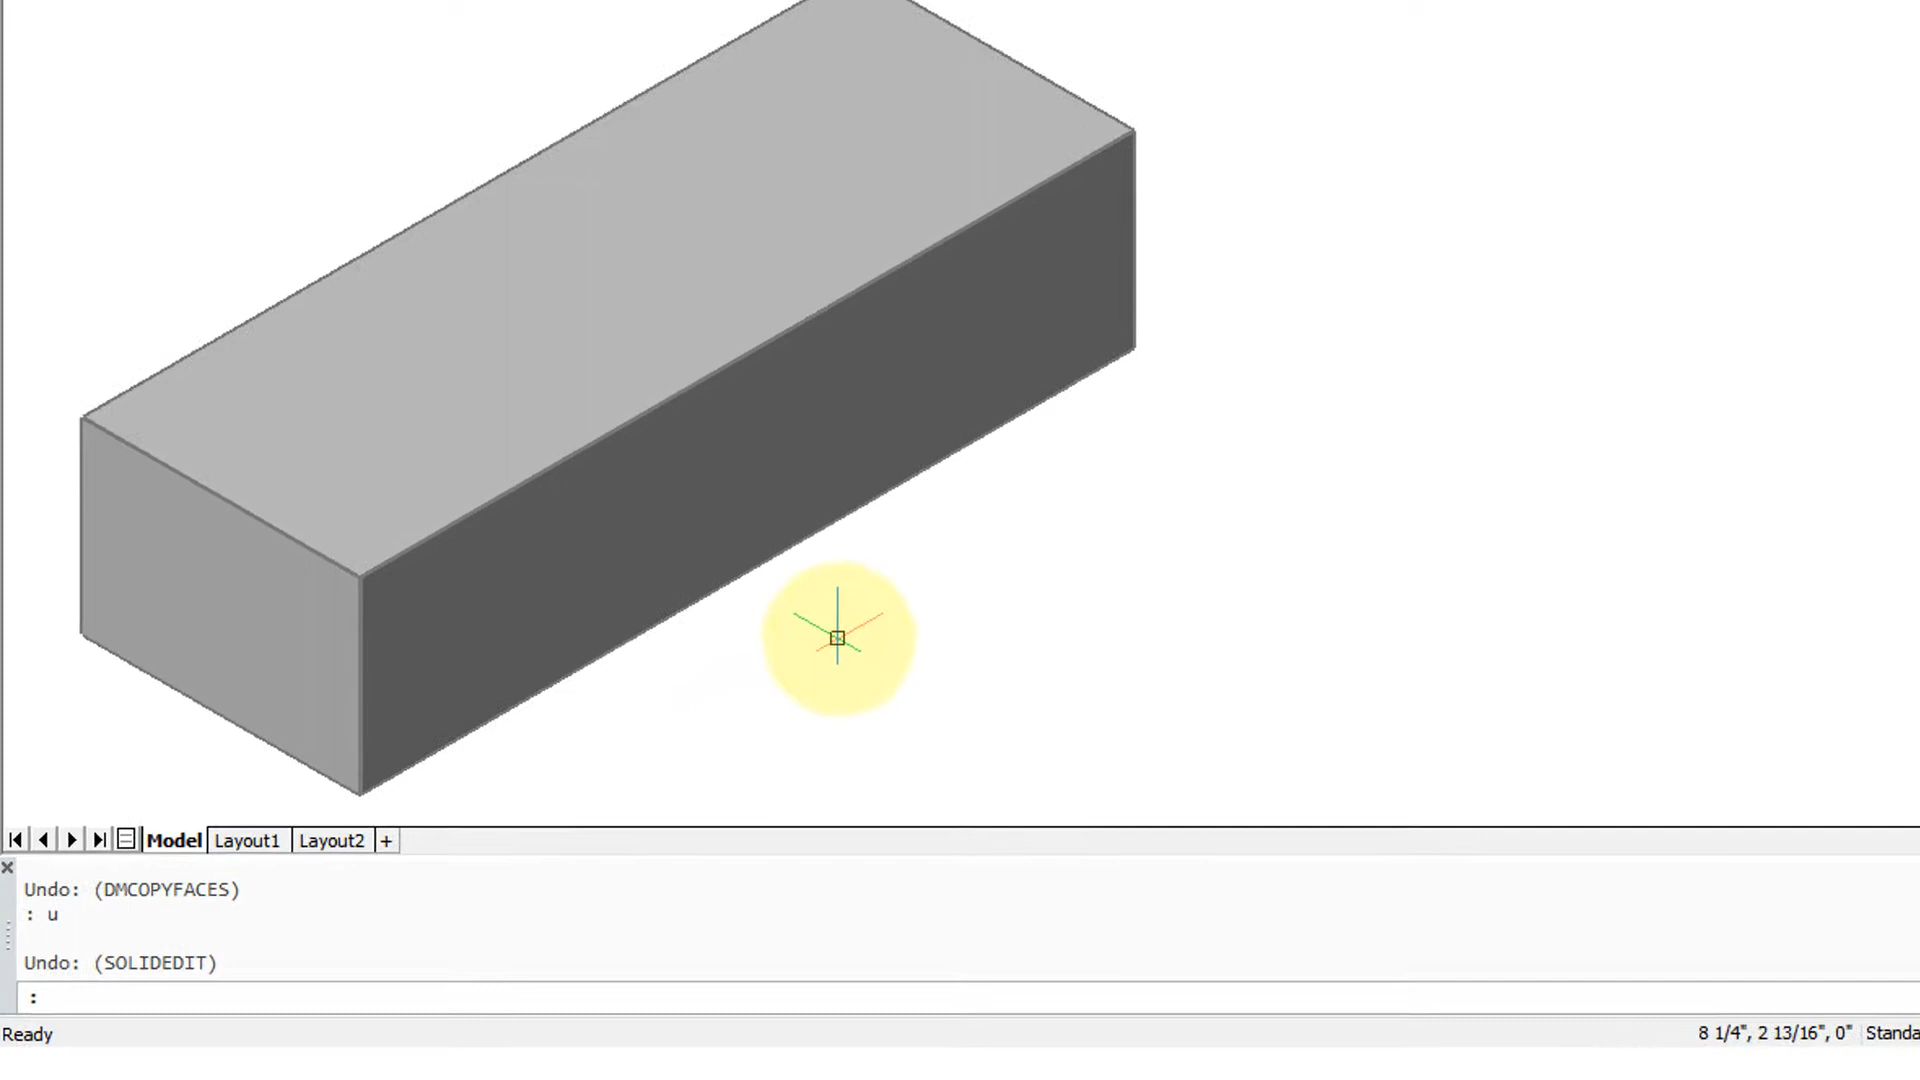 Model Layout1 Layout2 +
Undo: (DMCOPYFACES)
: u
Undo: (SOLIDEDIT)
:
Ready 8 1/4", 2 13/16", 0" Standa